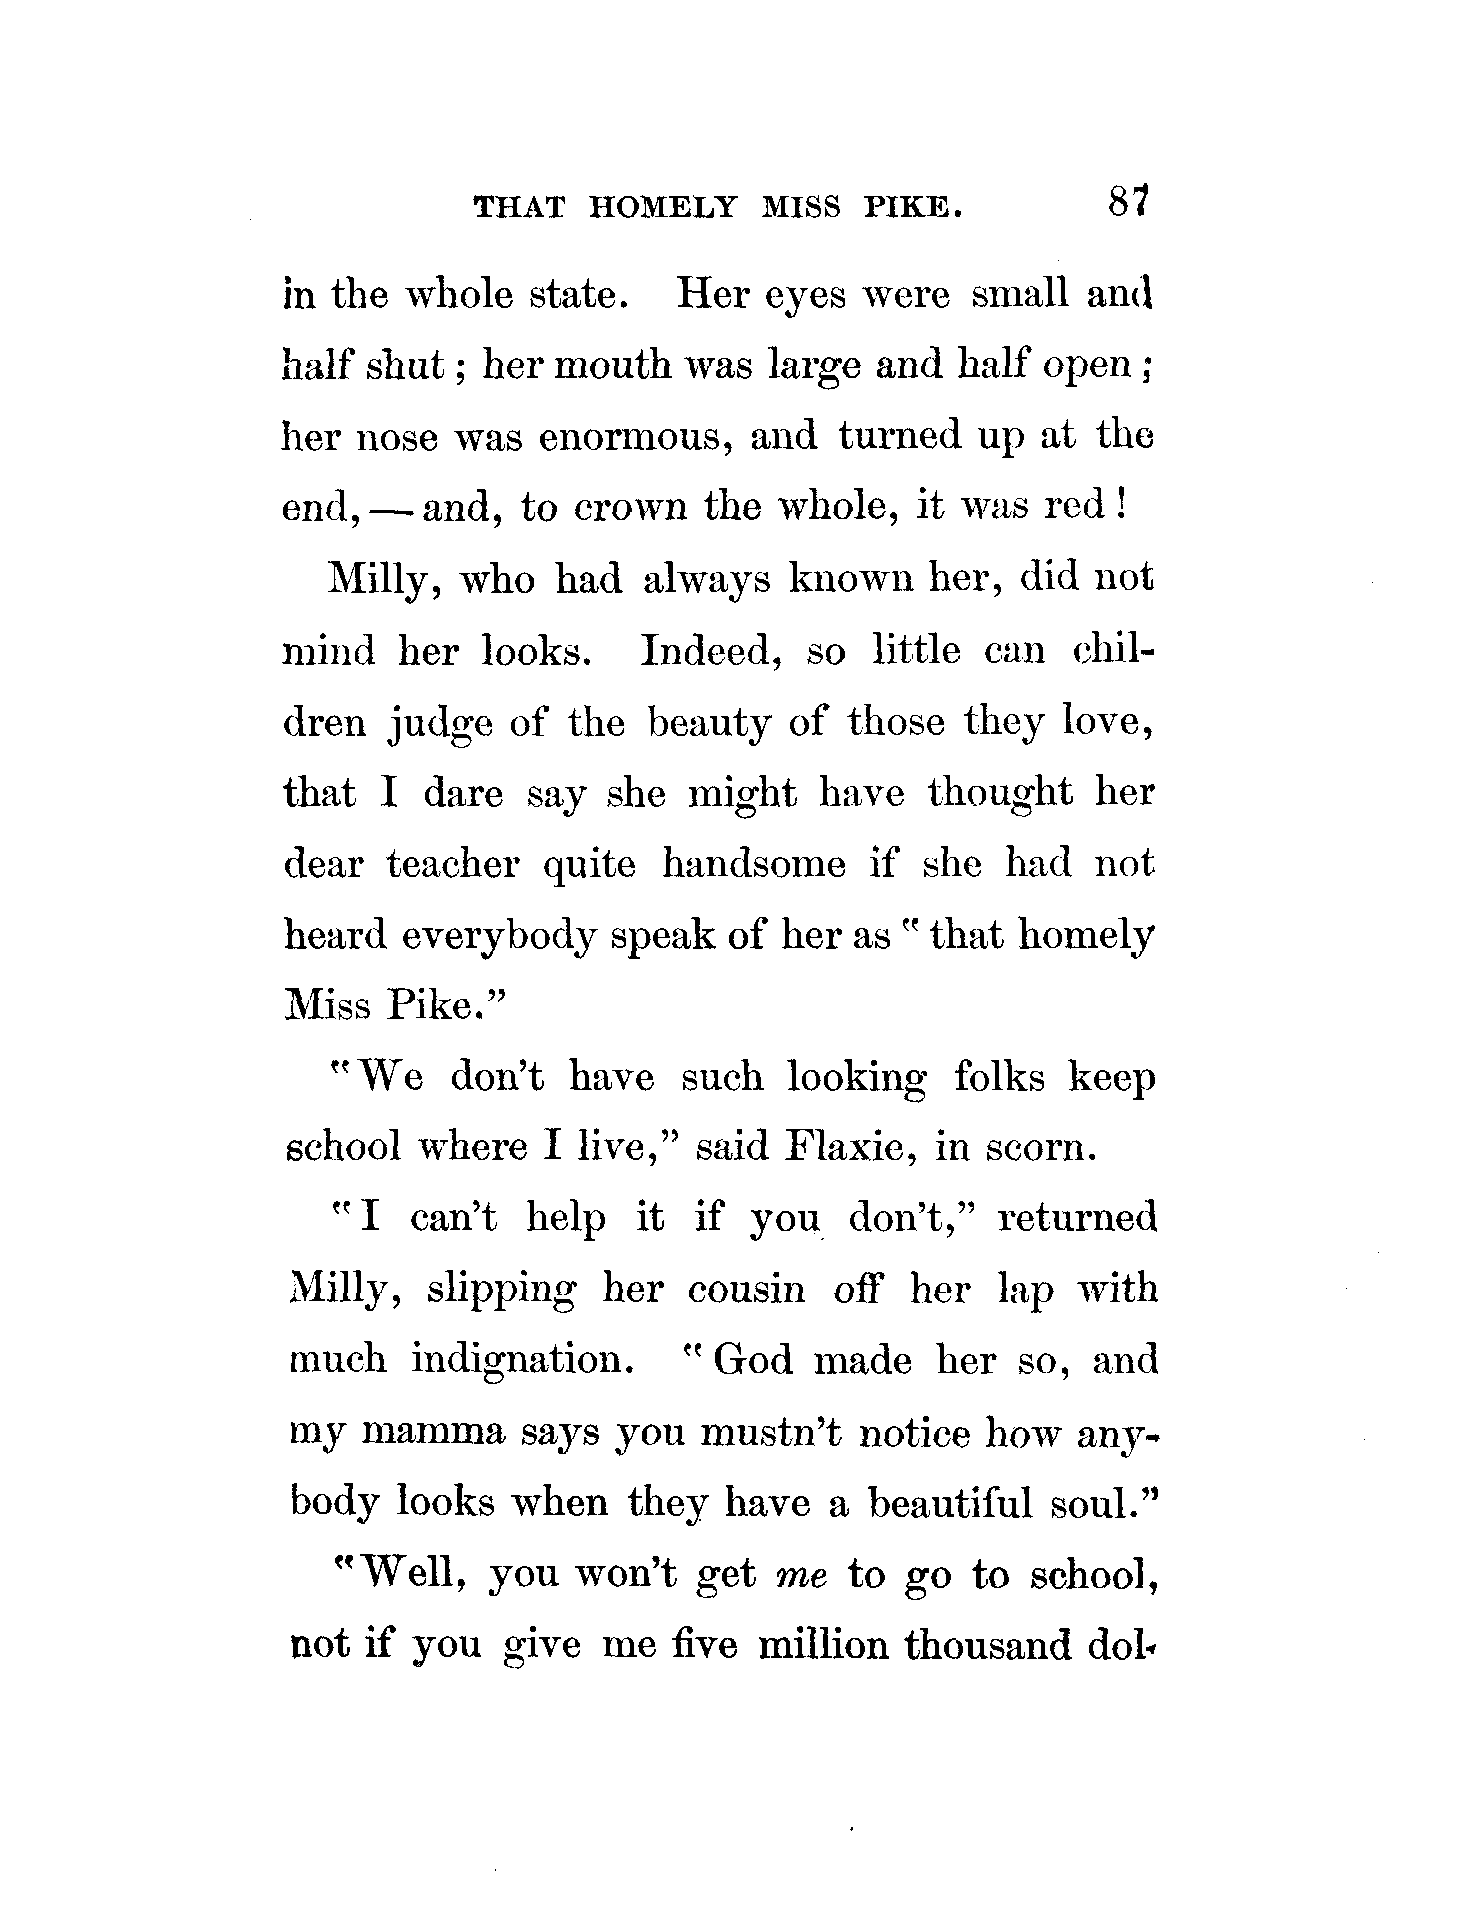 THAT HOMELY MISS PIKE. 87
in the whole state. Her eyes were small and
half shut; her mouth was large and half open;
her nose was enormous, and turned up at the
end,—and, to crown the whole, it was red!
Milly, who had always known her, did not
mind her looks. Indeed, so little can chil-
dren judge of the beauty of those they love,
that I dare say she might have thought her
dear teacher quite handsome if she had not
heard everybody speak of her as "that homely
Miss Pike."
"We don't have such looking folks keep
school where I live," said Flaxie, in scorn.
"I can't help it if you don't," returned
Milly, slipping her cousin off her lap with
much indignation. "God made her so, and
my mamma says you mustn't notice how any-
body looks when they have a beautiful soul."
"Well, you won't get me to go to school,
not if you give me five million thousand dol-